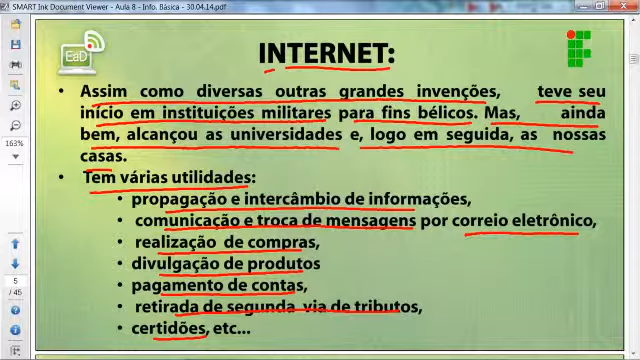 SMART Ink Document Viewer - Aula 8 - Info. Básica - 30.04.14.pdf
EaD
INTERNET:
• Assim como diversas outras grandes invenções, teve seu
início em instituições militares para fins bélicos. Mas, ainda
bem, alcançou as universidades e, logo em seguida, as nossas
casas.
• Tem várias utilidades:
• propagação e intercâmbio de informações,
• comunicação e troca de mensagens por correio eletrônico,
• realização de compras,
• divulgação de produtos
• pagamento de contas,
• retirada de segunda via de tributos,
• certidões, etc...
163%
5
/ 45